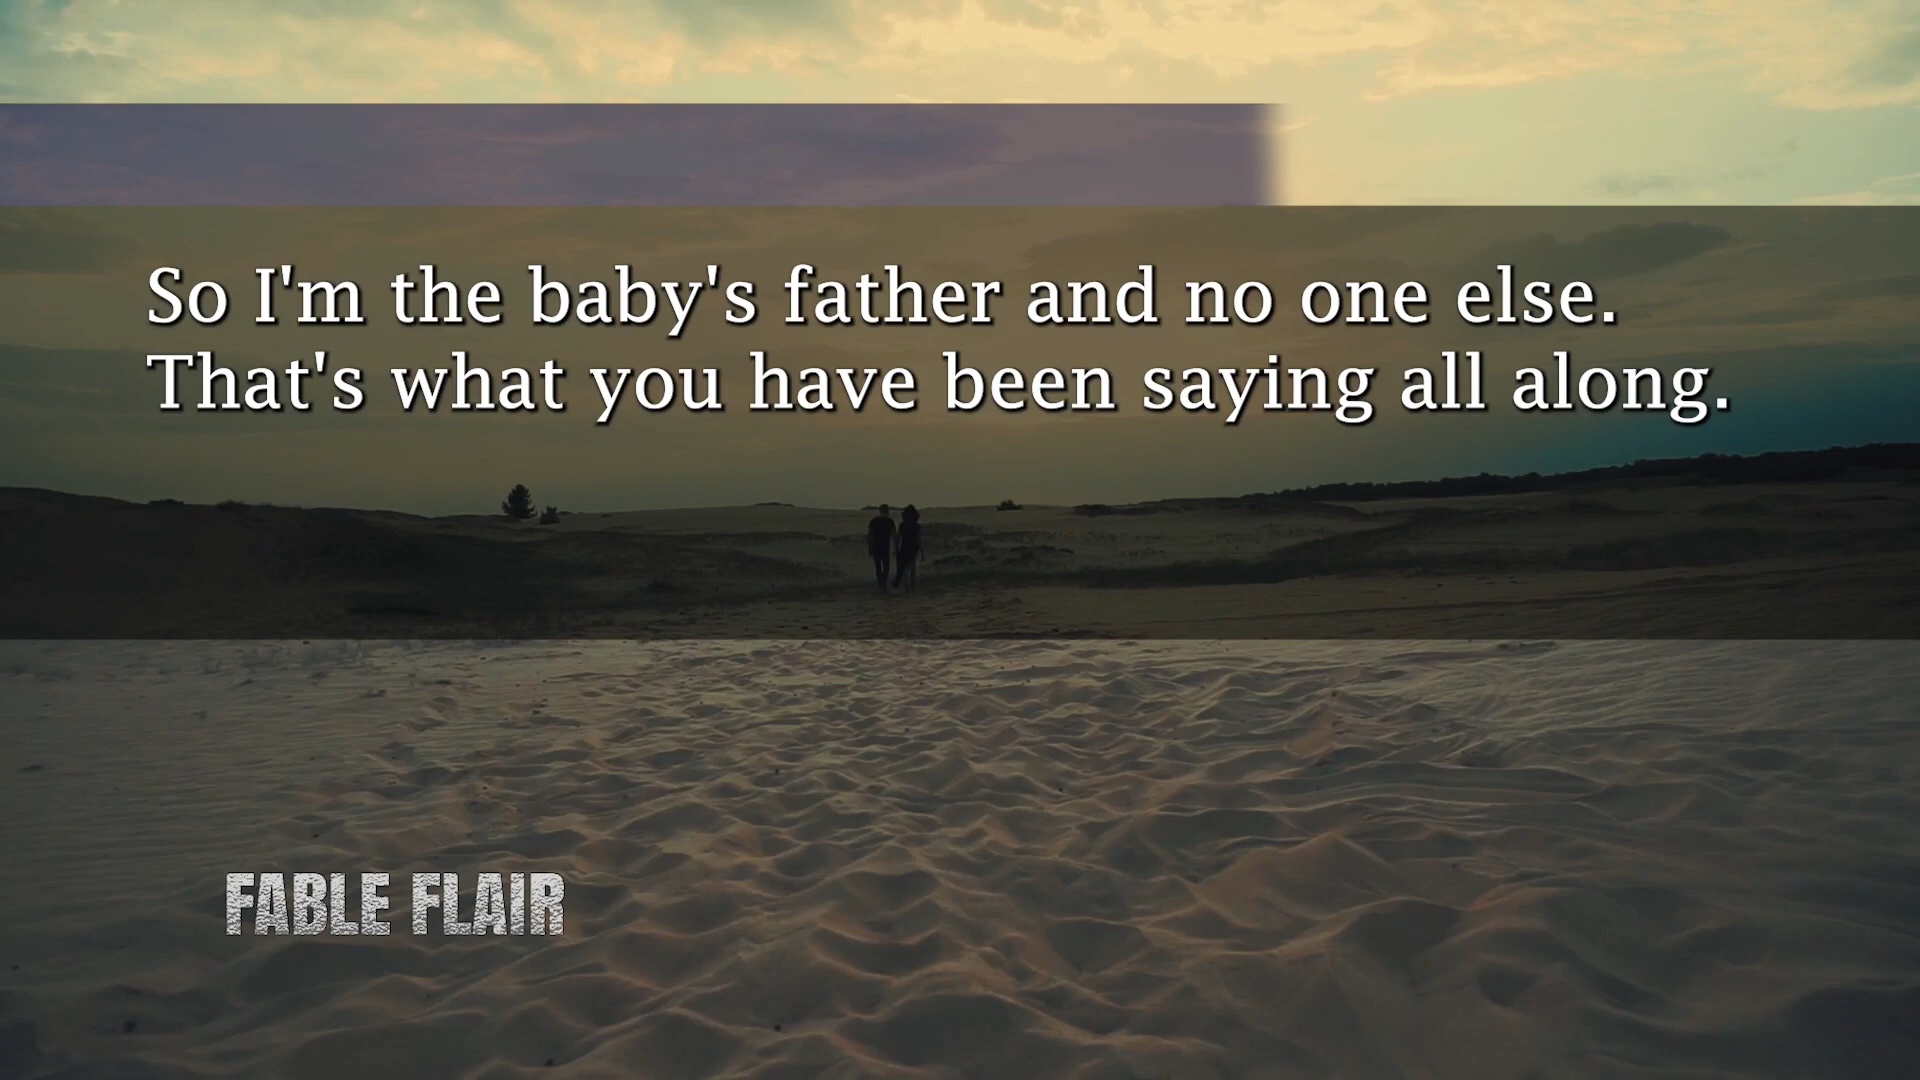 So I'm the baby's father and no one else.
That's what you have been saying all along.
FABLE FLAIR